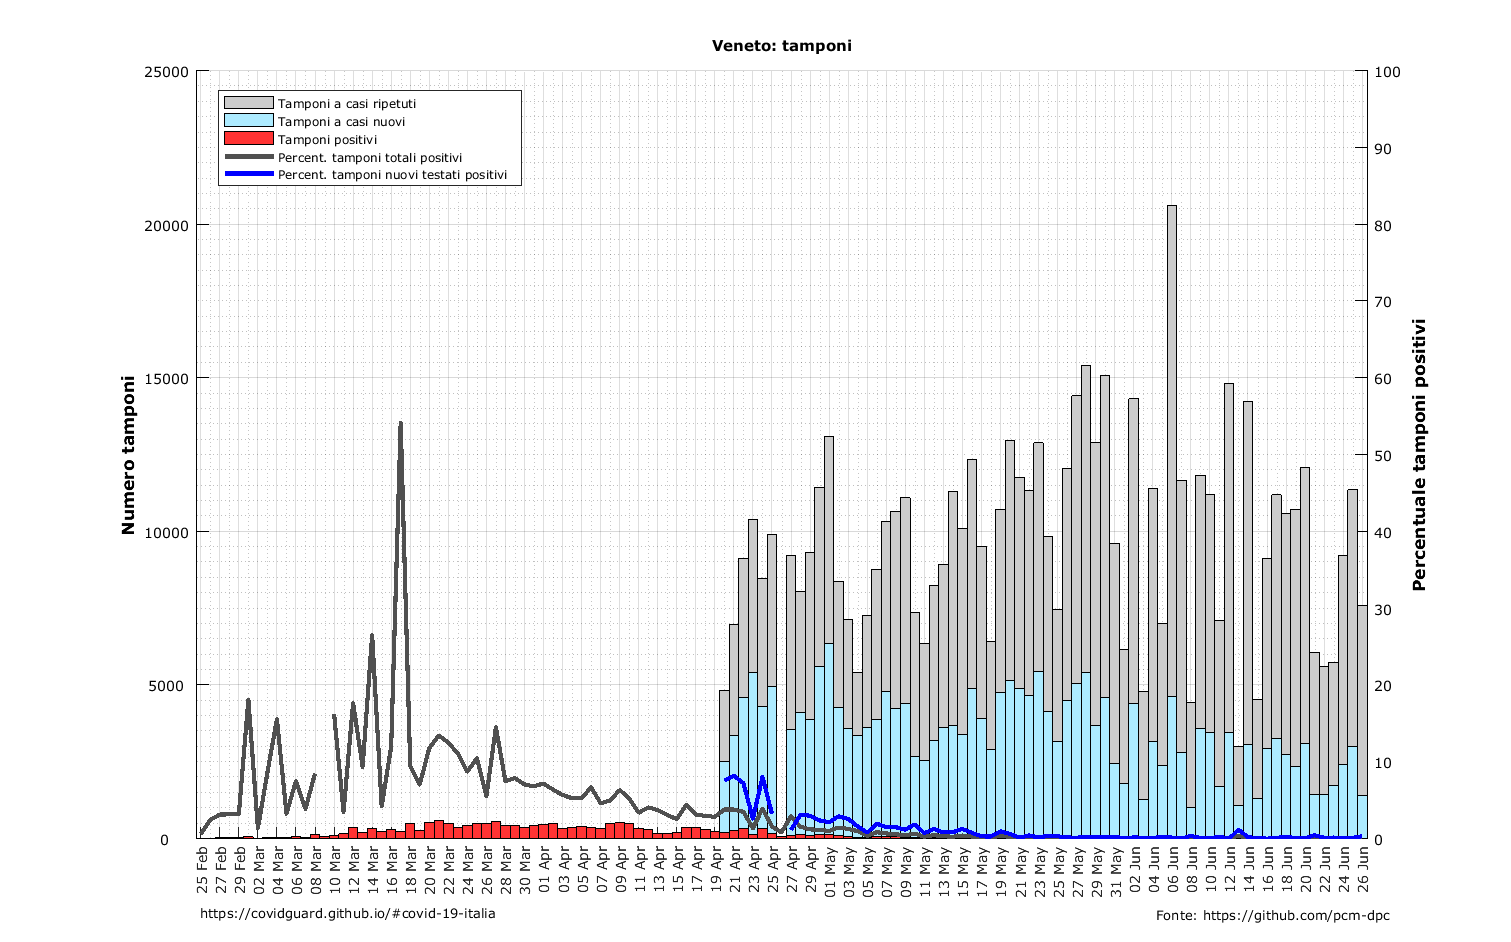 Veneto: tamponi
25000
20000
15000
10000
5000
0
Numero tamponi
Tamponi a casi ripetuti
Tamponi a casi nuovi
Tamponi positivi
Percent. tamponi totali positivi
Percent. tamponi nuovi testati positivi
100
90
80
70
60
50
40
30
20
10
0
Percentuale tamponi positivi
25 Feb
27 Feb
29 Feb
02 Mar
04 Mar
06 Mar
08 Mar
10 Mar
12 Mar
14 Mar
16 Mar
18 Mar
20 Mar
22 Mar
24 Mar
26 Mar
28 Mar
30 Mar
01 Apr
03 Apr
05 Apr
07 Apr
09 Apr
11 Apr
13 Apr
15 Apr
17 Apr
19 Apr
21 Apr
23 Apr
25 Apr
27 Apr
29 Apr
01 May
03 May
05 May
07 May
09 May
11 May
13 May
15 May
17 May
19 May
21 May
23 May
25 May
27 May
29 May
31 May
02 Jun
04 Jun
06 Jun
08 Jun
10 Jun
12 Jun
14 Jun
16 Jun
18 Jun
20 Jun
22 Jun
24 Jun
26 Jun
https://covidguard.github.io/#covid-19-italia
Fonte: https://github.com/pcm-dpc